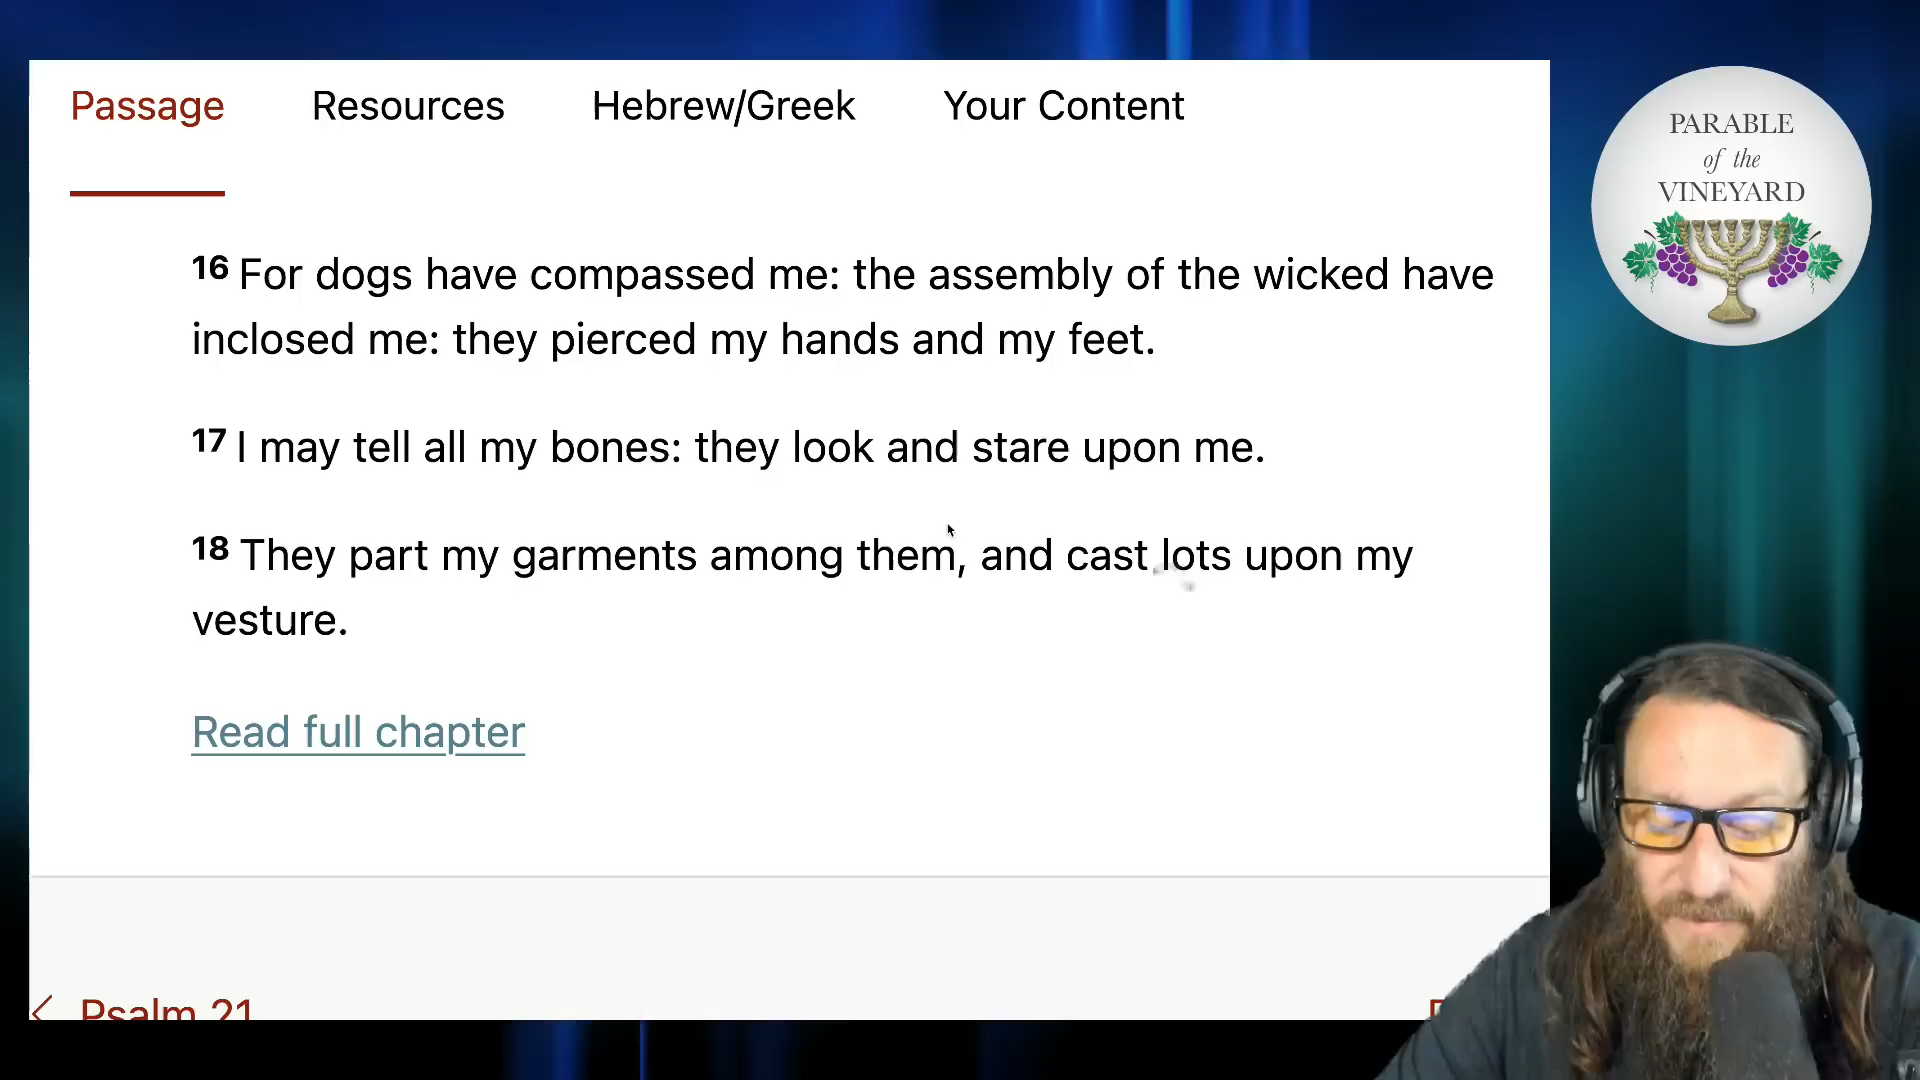 Passage Resources Hebrew/Greek Your Content
PARABLE
of the
VINEYARD
16 For dogs have compassed me: the assembly of the wicked have
inclosed me: they pierced my hands and my feet.
17 I may tell all my bones: they look and stare upon me.
18 They part my garments among them, and cast lots upon my
vesture.
Read full chapter
Psalm 21